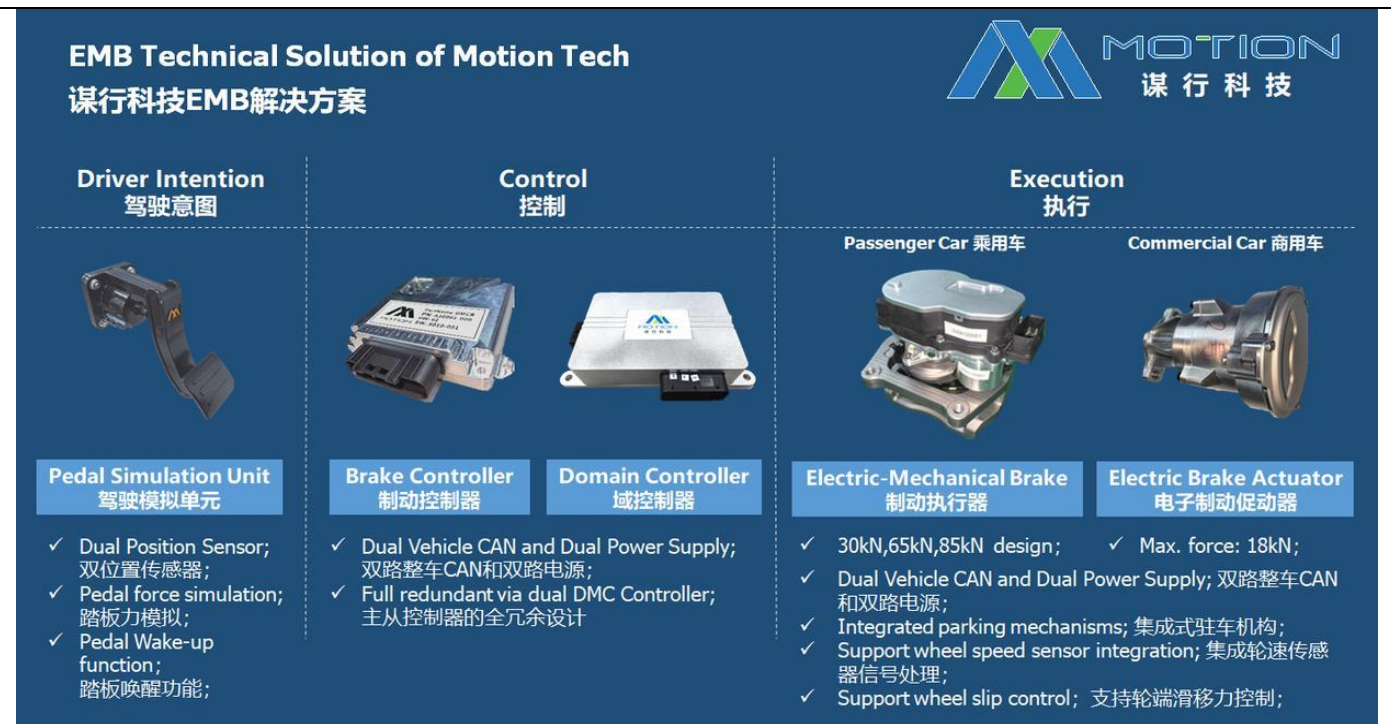 EMB Technical Solution of Motion Tech
谋行科技EMB解决方案
MOTION
谋行科技
Driver Intention
驾驶意图
Control
控制
Execution
执行
Passenger Car 乘用车
Commercial Car 商用车
MOTION
谋行科技
Pedal Simulation Unit
驾驶模拟单元
Brake Controller
制动控制器
Domain Controller
域控制器
Electric-Mechanical Brake
制动执行器
Electric Brake Actuator
电子制动促动器
✓ Dual Position Sensor;
双位置传感器；
✓ Pedal force simulation;
踏板力模拟；
✓ Pedal Wake-up
function;
踏板唤醒功能；
✓ Dual Vehicle CAN and Dual Power Supply;
双路整车CAN和双路电源；
✓ Full redundant via dual DMC Controller;
主从控制器的全冗余设计
✓ 30kN,65kN,85kN design;
✓ Max. force: 18kN;
✓ Dual Vehicle CAN and Dual Power Supply; 双路整车CAN
和双路电源；
✓ Integrated parking mechanisms; 集成式驻车机构；
✓ Support wheel speed sensor integration; 集成轮速传感
器信号处理；
✓ Support wheel slip control；支持轮端滑移力控制；